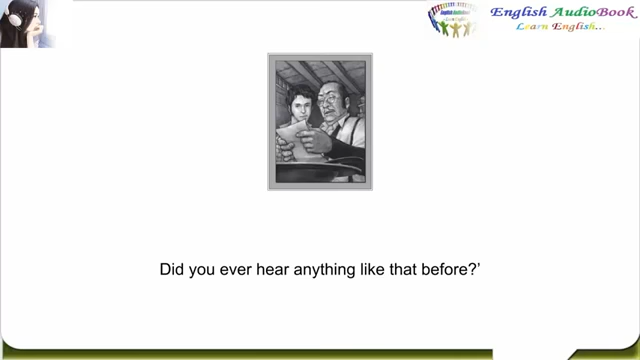 English AudioBook
Learn English...
Did you ever hear anything like that before?’